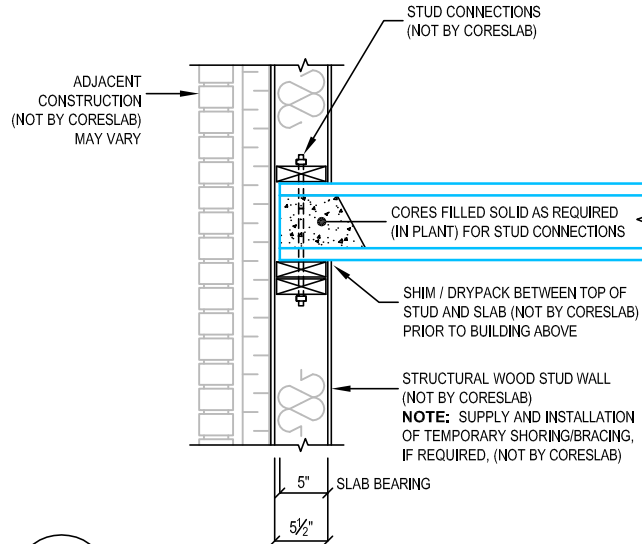 STUD CONNECTIONS
(NOT BY CORESLAB)
ADJACENT
CONSTRUCTION
(NOT BY CORESLAB)
MAY VARY
CORES FILLED SOLID AS REQUIRED
(IN PLANT) FOR STUD CONNECTIONS
SHIM / DRYPACK BETWEEN TOP OF
STUD AND SLAB (NOT BY CORESLAB)
PRIOR TO BUILDING ABOVE
STRUCTURAL WOOD STUD WALL
(NOT BY CORESLAB)
NOTE: SUPPLY AND INSTALLATION
OF TEMPORARY SHORING/BRACING,
IF REQUIRED, (NOT BY CORESLAB)
5" SLAB BEARING
5½"